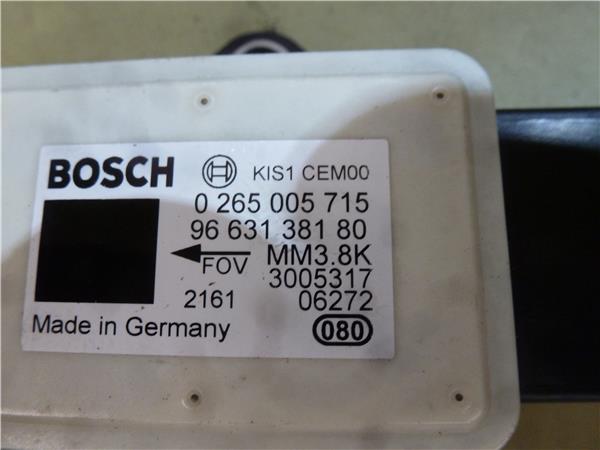 BOSCH KIS1 CEM00
0 265 005 715
96 631 381 80
FOV MM3.8K
3005317
2161 06272
Made in Germany 080